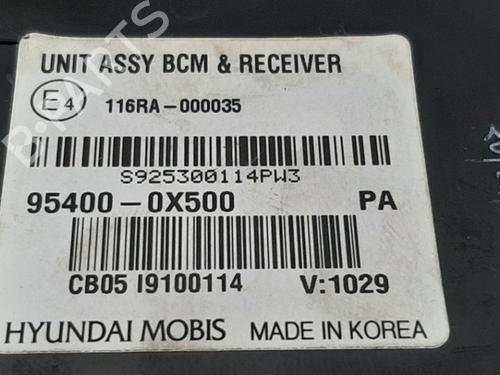 UNIT ASSY BCM & RECEIVER
E4 116RA-000035
S925300114PW3
95400-0X500 PA
CB05 I9100114 V:1029
HYUNDAI MOBIS MADE IN KOREA
B-PARTS